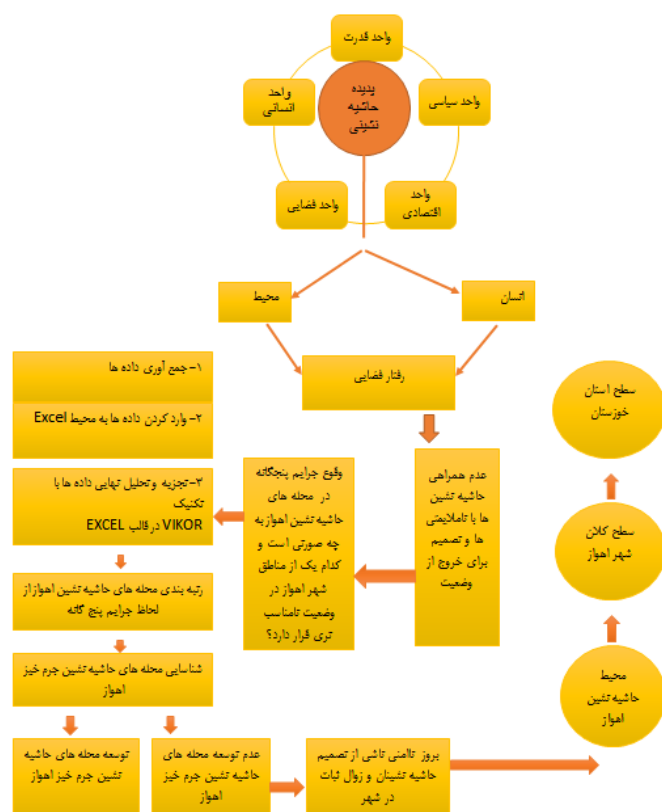 واحد قدرت
واحد سیاسی
واحد
اقتصادی
واحد فضایی
واحد
انسانی
پدیده
حاشیه
نشینی
انسان
محیط
رفتار فضایی
عدم همراهی
حاشیه نشین
ها با ناملایمتی
ها و تصمیم
برای خروج از
وضعیت
وقوع جرایم پنجگانه
در محله های
حاشیه نشین اهواز به
چه صورتی است و
کدام یک از مناطق
شهر اهواز در
وضعیت نامناسب
تری قرار دارد؟
۱- جمع آوری داده ها
۲- وارد کردن داده ها به محیط Excel
۳- تجزیه و تحلیل نهایی داده ها با
تکنیک
VIKOR در قالب EXCEL
رتبه بندی محله های حاشیه نشین اهواز از
لحاظ جرایم پنج گانه
شناسایی محله های حاشیه نشین جرم خیز
اهواز
توسعه محله های حاشیه
نشین جرم خیز اهواز
عدم توسعه محله های
حاشیه نشین جرم خیز
اهواز
بروز ناامنی ناشی از تصمیم
حاشیه نشینان و زوال ثبات
در شهر
محیط
حاشیه نشین
اهواز
سطح کلان
شهر اهواز
سطح استان
خوزستان